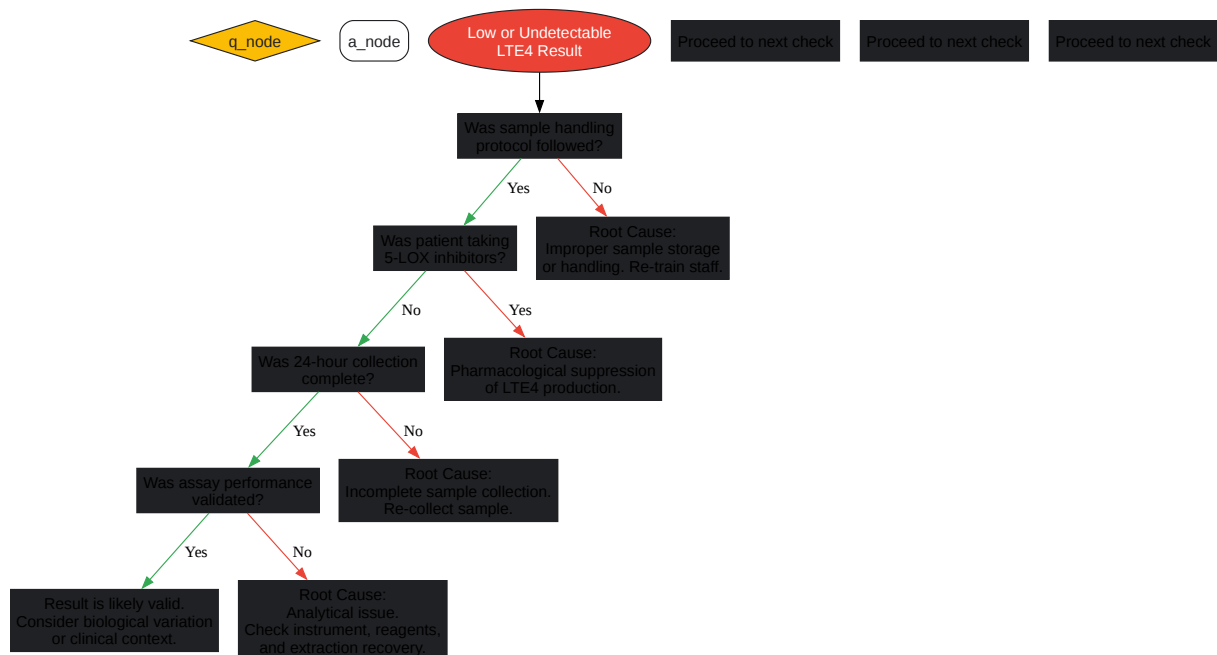 q_node
a_node
Low or Undetectable
LTE4 Result
Proceed to next check
Proceed to next check
Proceed to next check
Was sample handling
protocol followed?
Yes
No
Was patient taking
5-LOX inhibitors?
Root Cause:
Improper sample storage
or handling. Re-train staff.
No
Yes
Was 24-hour collection
complete?
Root Cause:
Pharmacological suppression
of LTE4 production.
Yes
No
Was assay performance
validated?
Root Cause:
Incomplete sample collection.
Re-collect sample.
Yes
No
Result is likely valid.
Consider biological variation
or clinical context.
Root Cause:
Analytical issue.
Check instrument, reagents,
and extraction recovery.